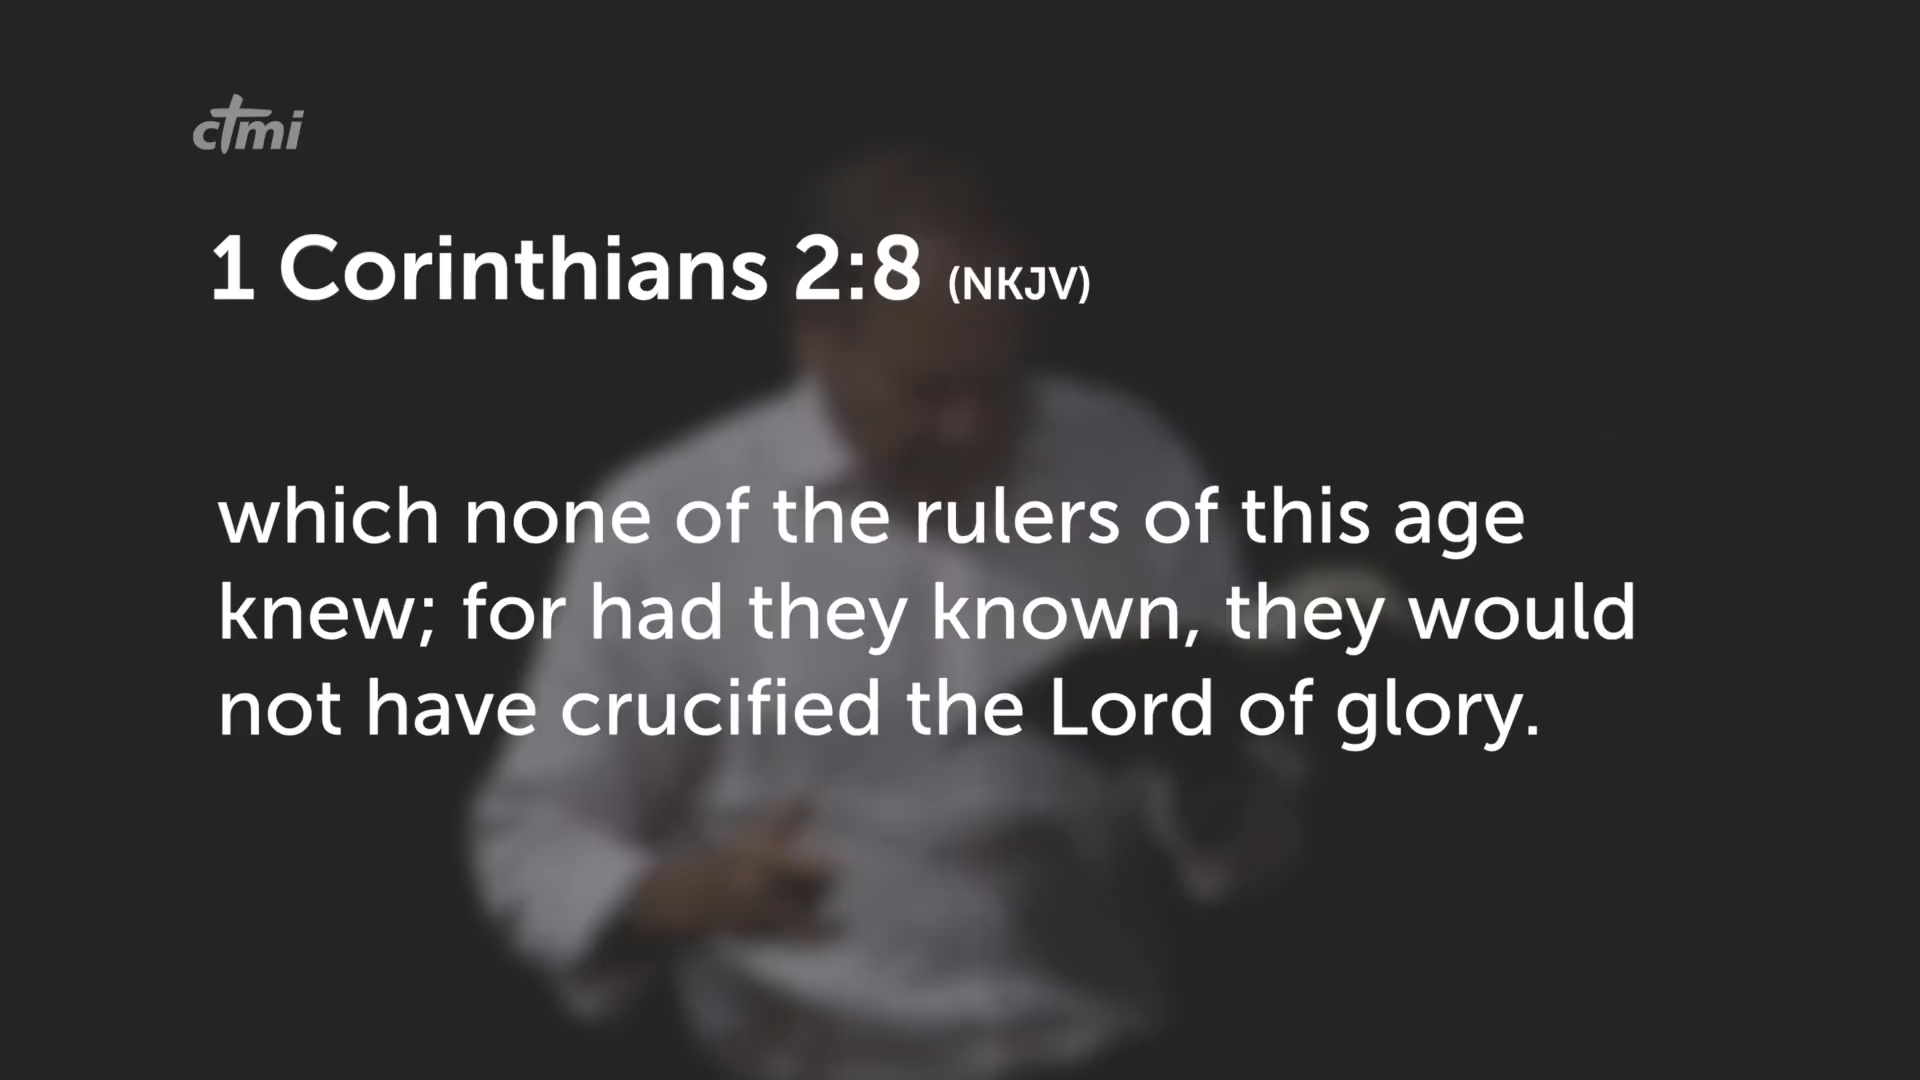 ctmi
1 Corinthians 2:8 (NKJV)
which none of the rulers of this age
knew; for had they known, they would
not have crucified the Lord of glory.